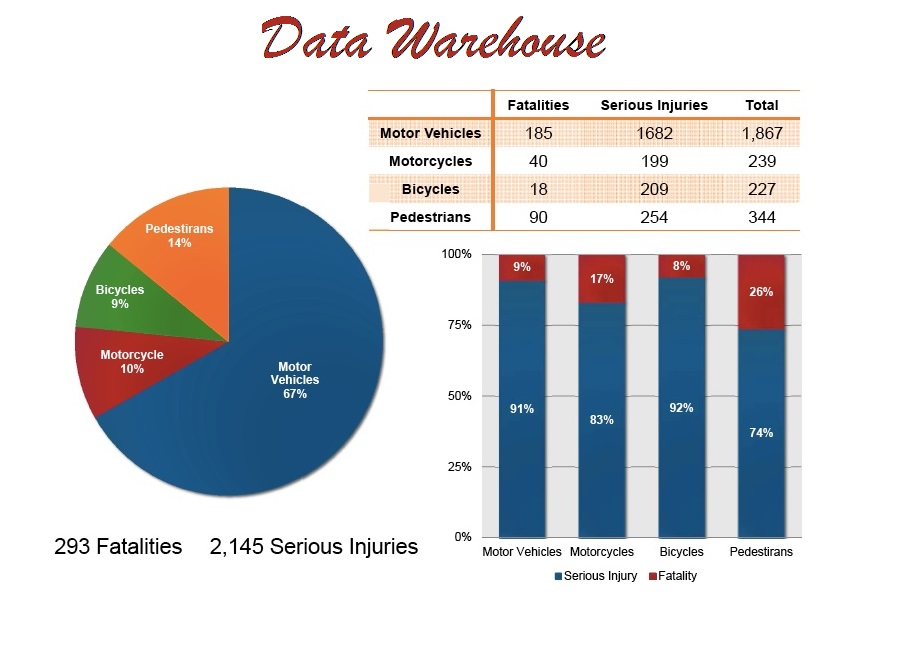 Data Warehouse
Fatalities Serious Injuries Total
Motor Vehicles 185 1682 1,867
Motorcycles 40 199 239
Bicycles 18 209 227
Pedestrians 90 254 344
Pedestirans
14%
Bicycles
9%
Motorcycle
10%
Motor
Vehicles
67%
293 Fatalities 2,145 Serious Injuries
100%
75%
50%
25%
0%
9%
17%
8%
26%
91%
83%
92%
74%
Motor Vehicles Motorcycles Bicycles Pedestirans
Serious Injury Fatality